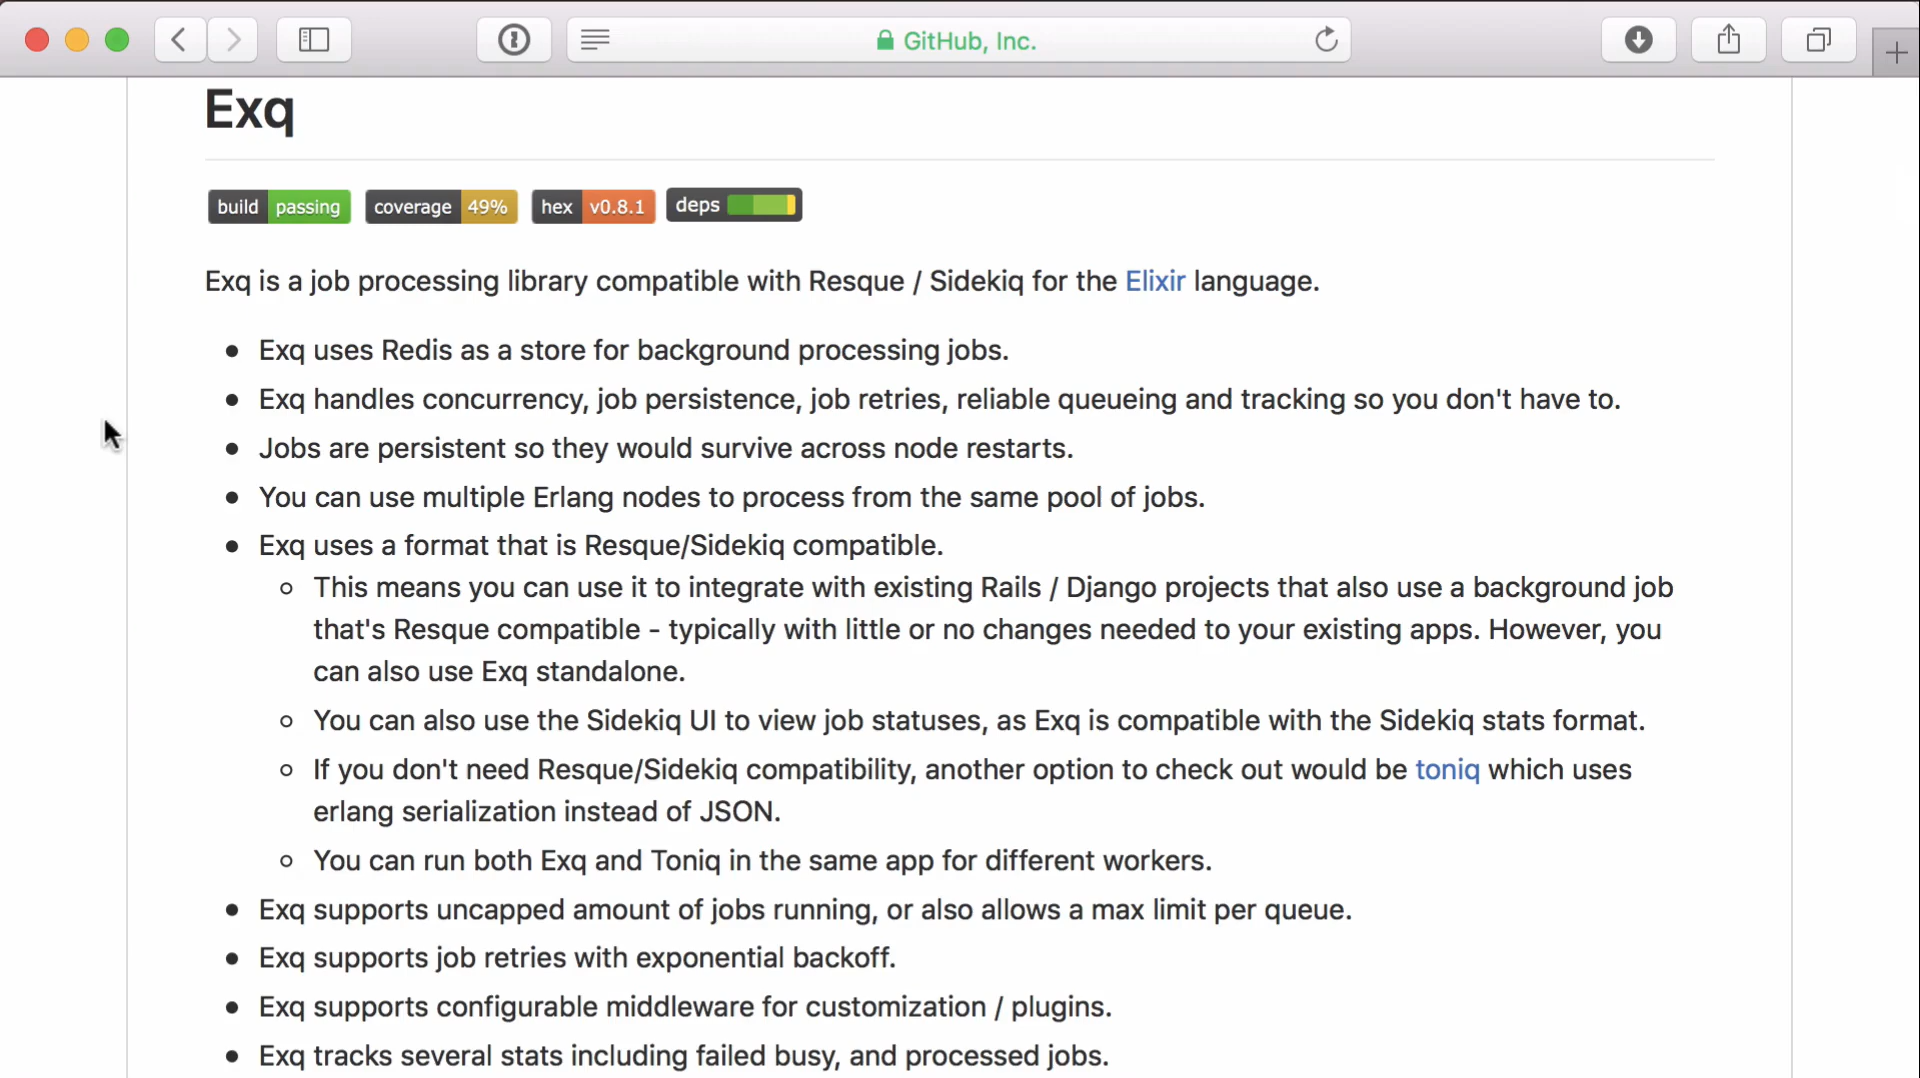 GitHub, Inc.
Exq
build passing coverage 49% hex v0.8.1 deps
Exq is a job processing library compatible with Resque / Sidekiq for the Elixir language.
Exq uses Redis as a store for background processing jobs.
Exq handles concurrency, job persistence, job retries, reliable queueing and tracking so you don't have to.
Jobs are persistent so they would survive across node restarts.
You can use multiple Erlang nodes to process from the same pool of jobs.
Exq uses a format that is Resque/Sidekiq compatible.
This means you can use it to integrate with existing Rails / Django projects that also use a background job
that's Resque compatible - typically with little or no changes needed to your existing apps. However, you
can also use Exq standalone.
You can also use the Sidekiq UI to view job statuses, as Exq is compatible with the Sidekiq stats format.
If you don't need Resque/Sidekiq compatibility, another option to check out would be toniq which uses
erlang serialization instead of JSON.
You can run both Exq and Toniq in the same app for different workers.
Exq supports uncapped amount of jobs running, or also allows a max limit per queue.
Exq supports job retries with exponential backoff.
Exq supports configurable middleware for customization / plugins.
Exq tracks several stats including failed busy, and processed jobs.